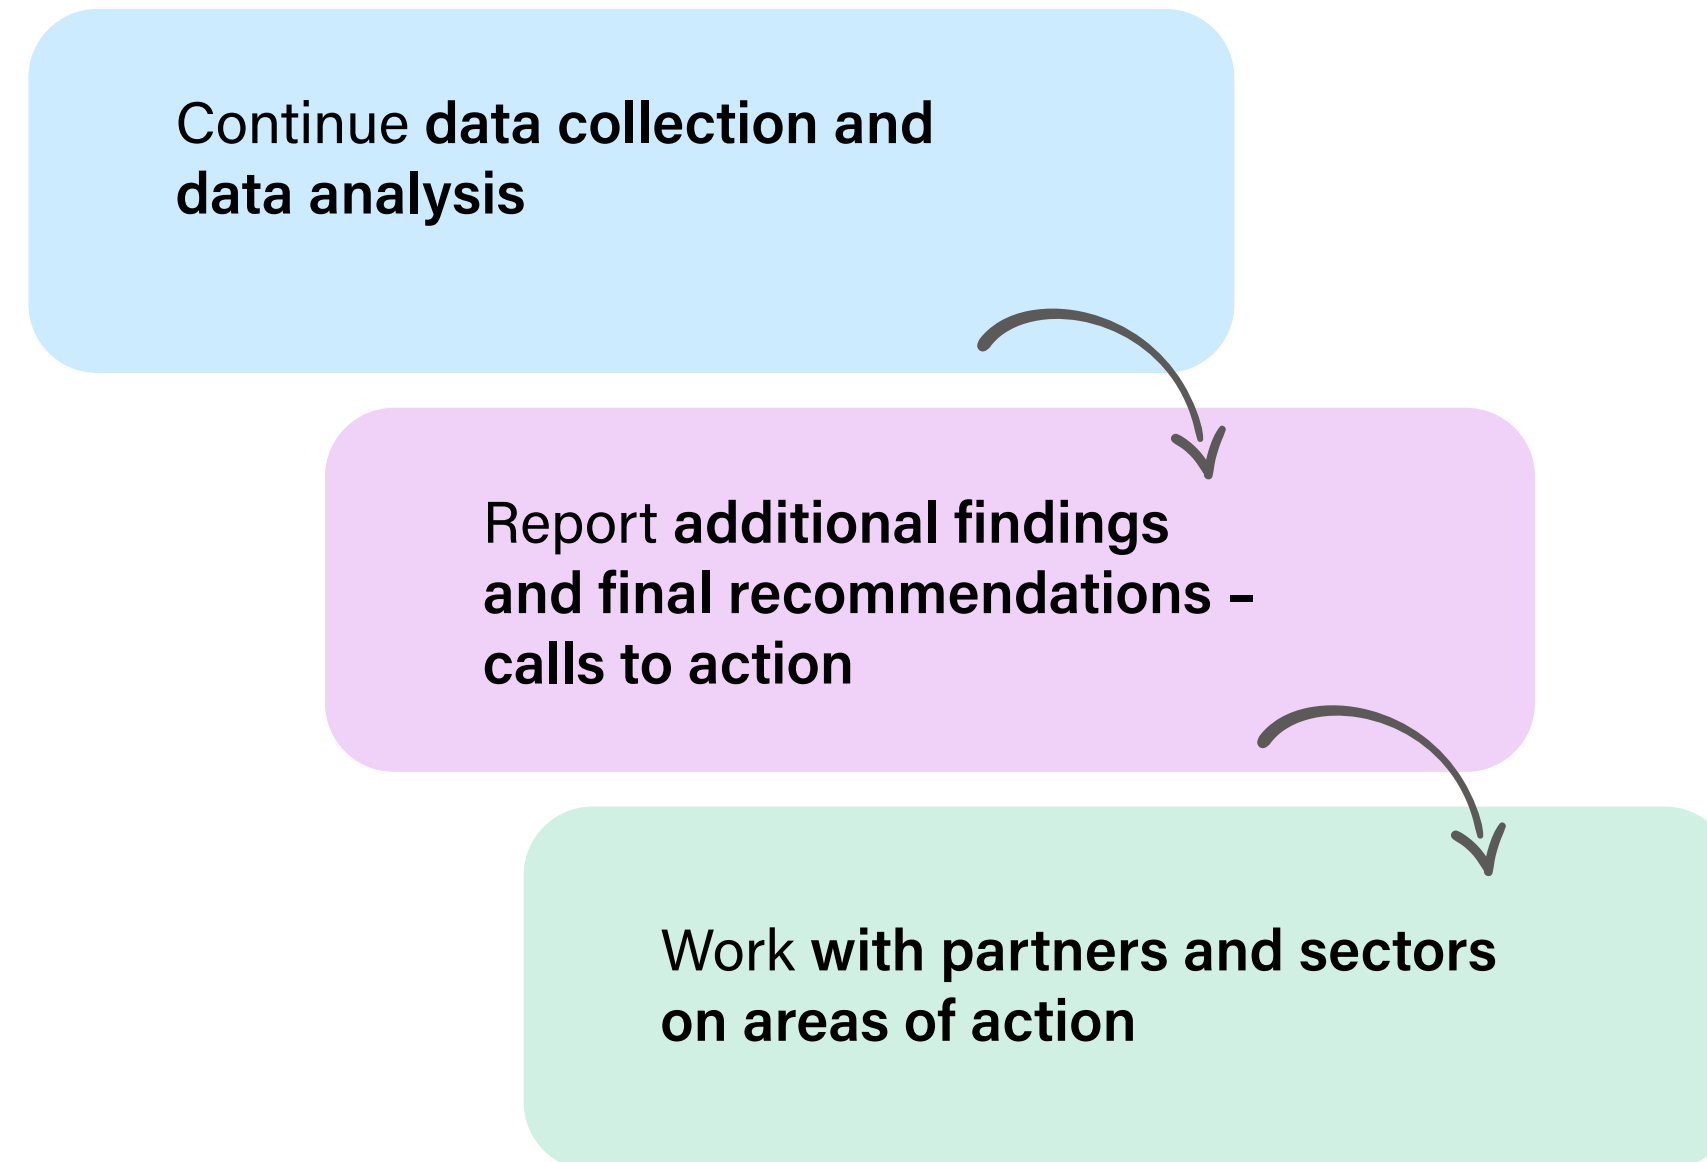 Continue data collection and
data analysis
Report additional findings
and final recommendations –
calls to action
Work with partners and sectors
on areas of action